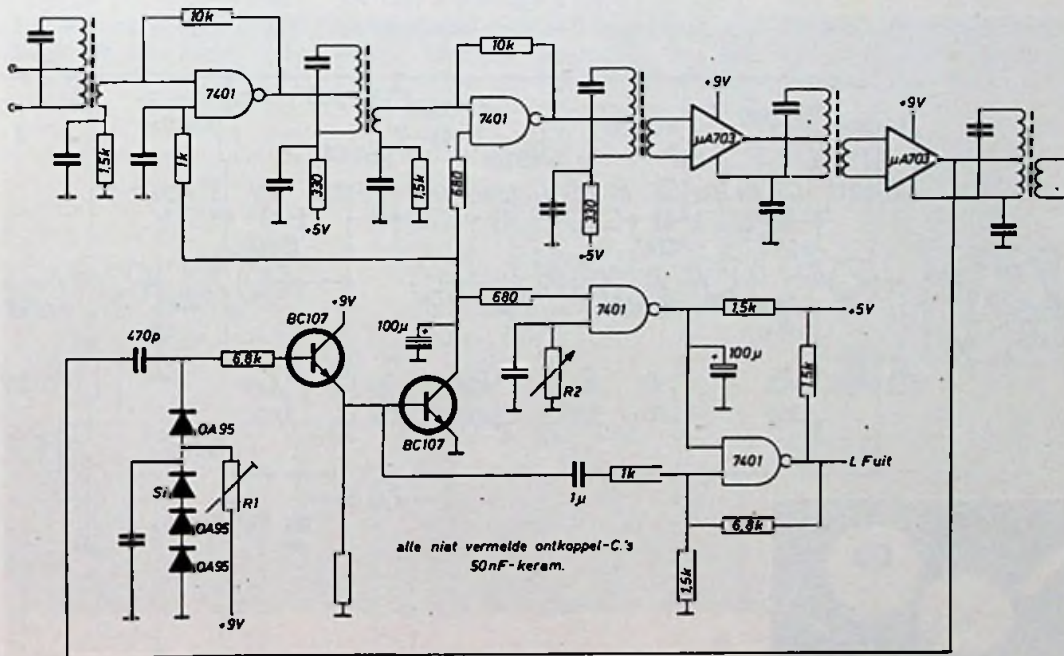 10k
7401
1,5k
1k
330
+5V
1,5k
10k
7401
680
330
+5V
+9V
µA703
+9V
µA703
470p
6,8k
BC107
+9V
100µ
+
BC107
OA95
Si
OA95
OA95
R1
+9V
680
7401
R2
1,5k
+5V
+
100µ
1,5k
7401
L Fuit
1µ
1k
6,8k
1,5k
alle niet vermelde ontkoppel-C.'s
50nF-keram.